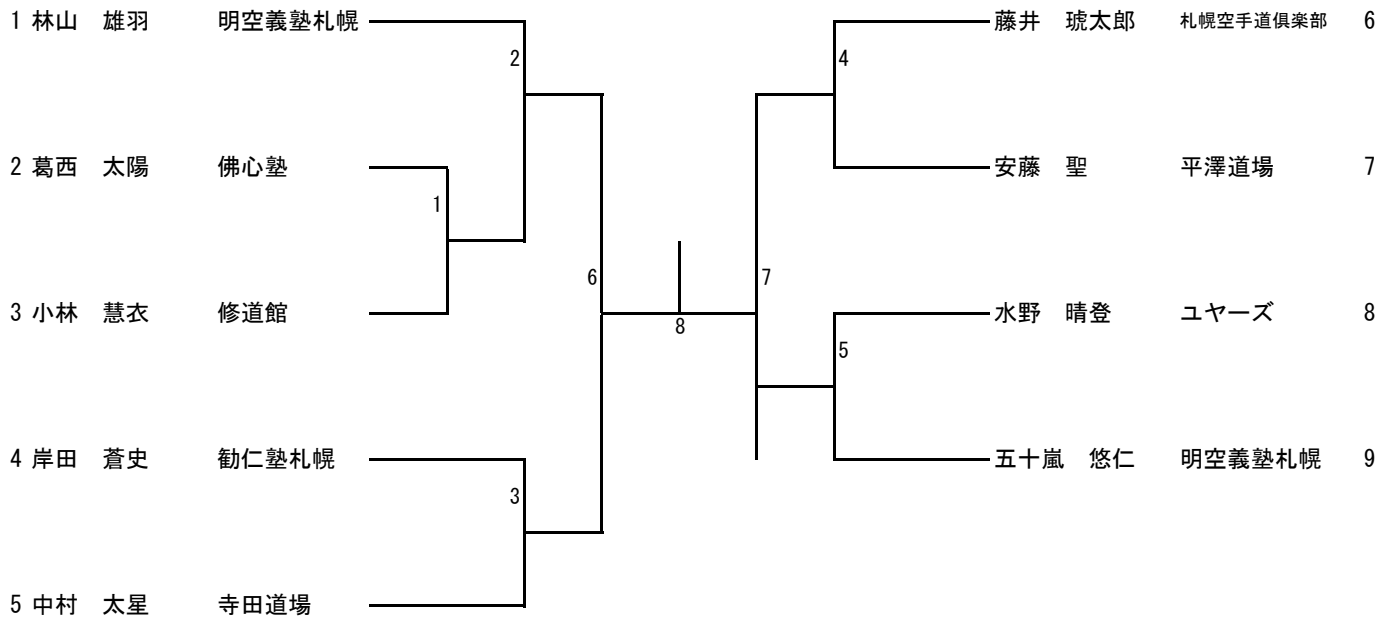 1 林山　雄羽　明空義塾札幌
2
2 葛西　太陽　佛心塾
1
3 小林　慧衣　修道館
6
4 岸田　蒼史　勧仁塾札幌
3
5 中村　太星　寺田道場
8
藤井　琥太郎　札幌空手道倶楽部　6
4
安藤　聖　平澤道場　7
7
水野　晴登　ユヤーズ　8
5
五十嵐　悠仁　明空義塾札幌　9